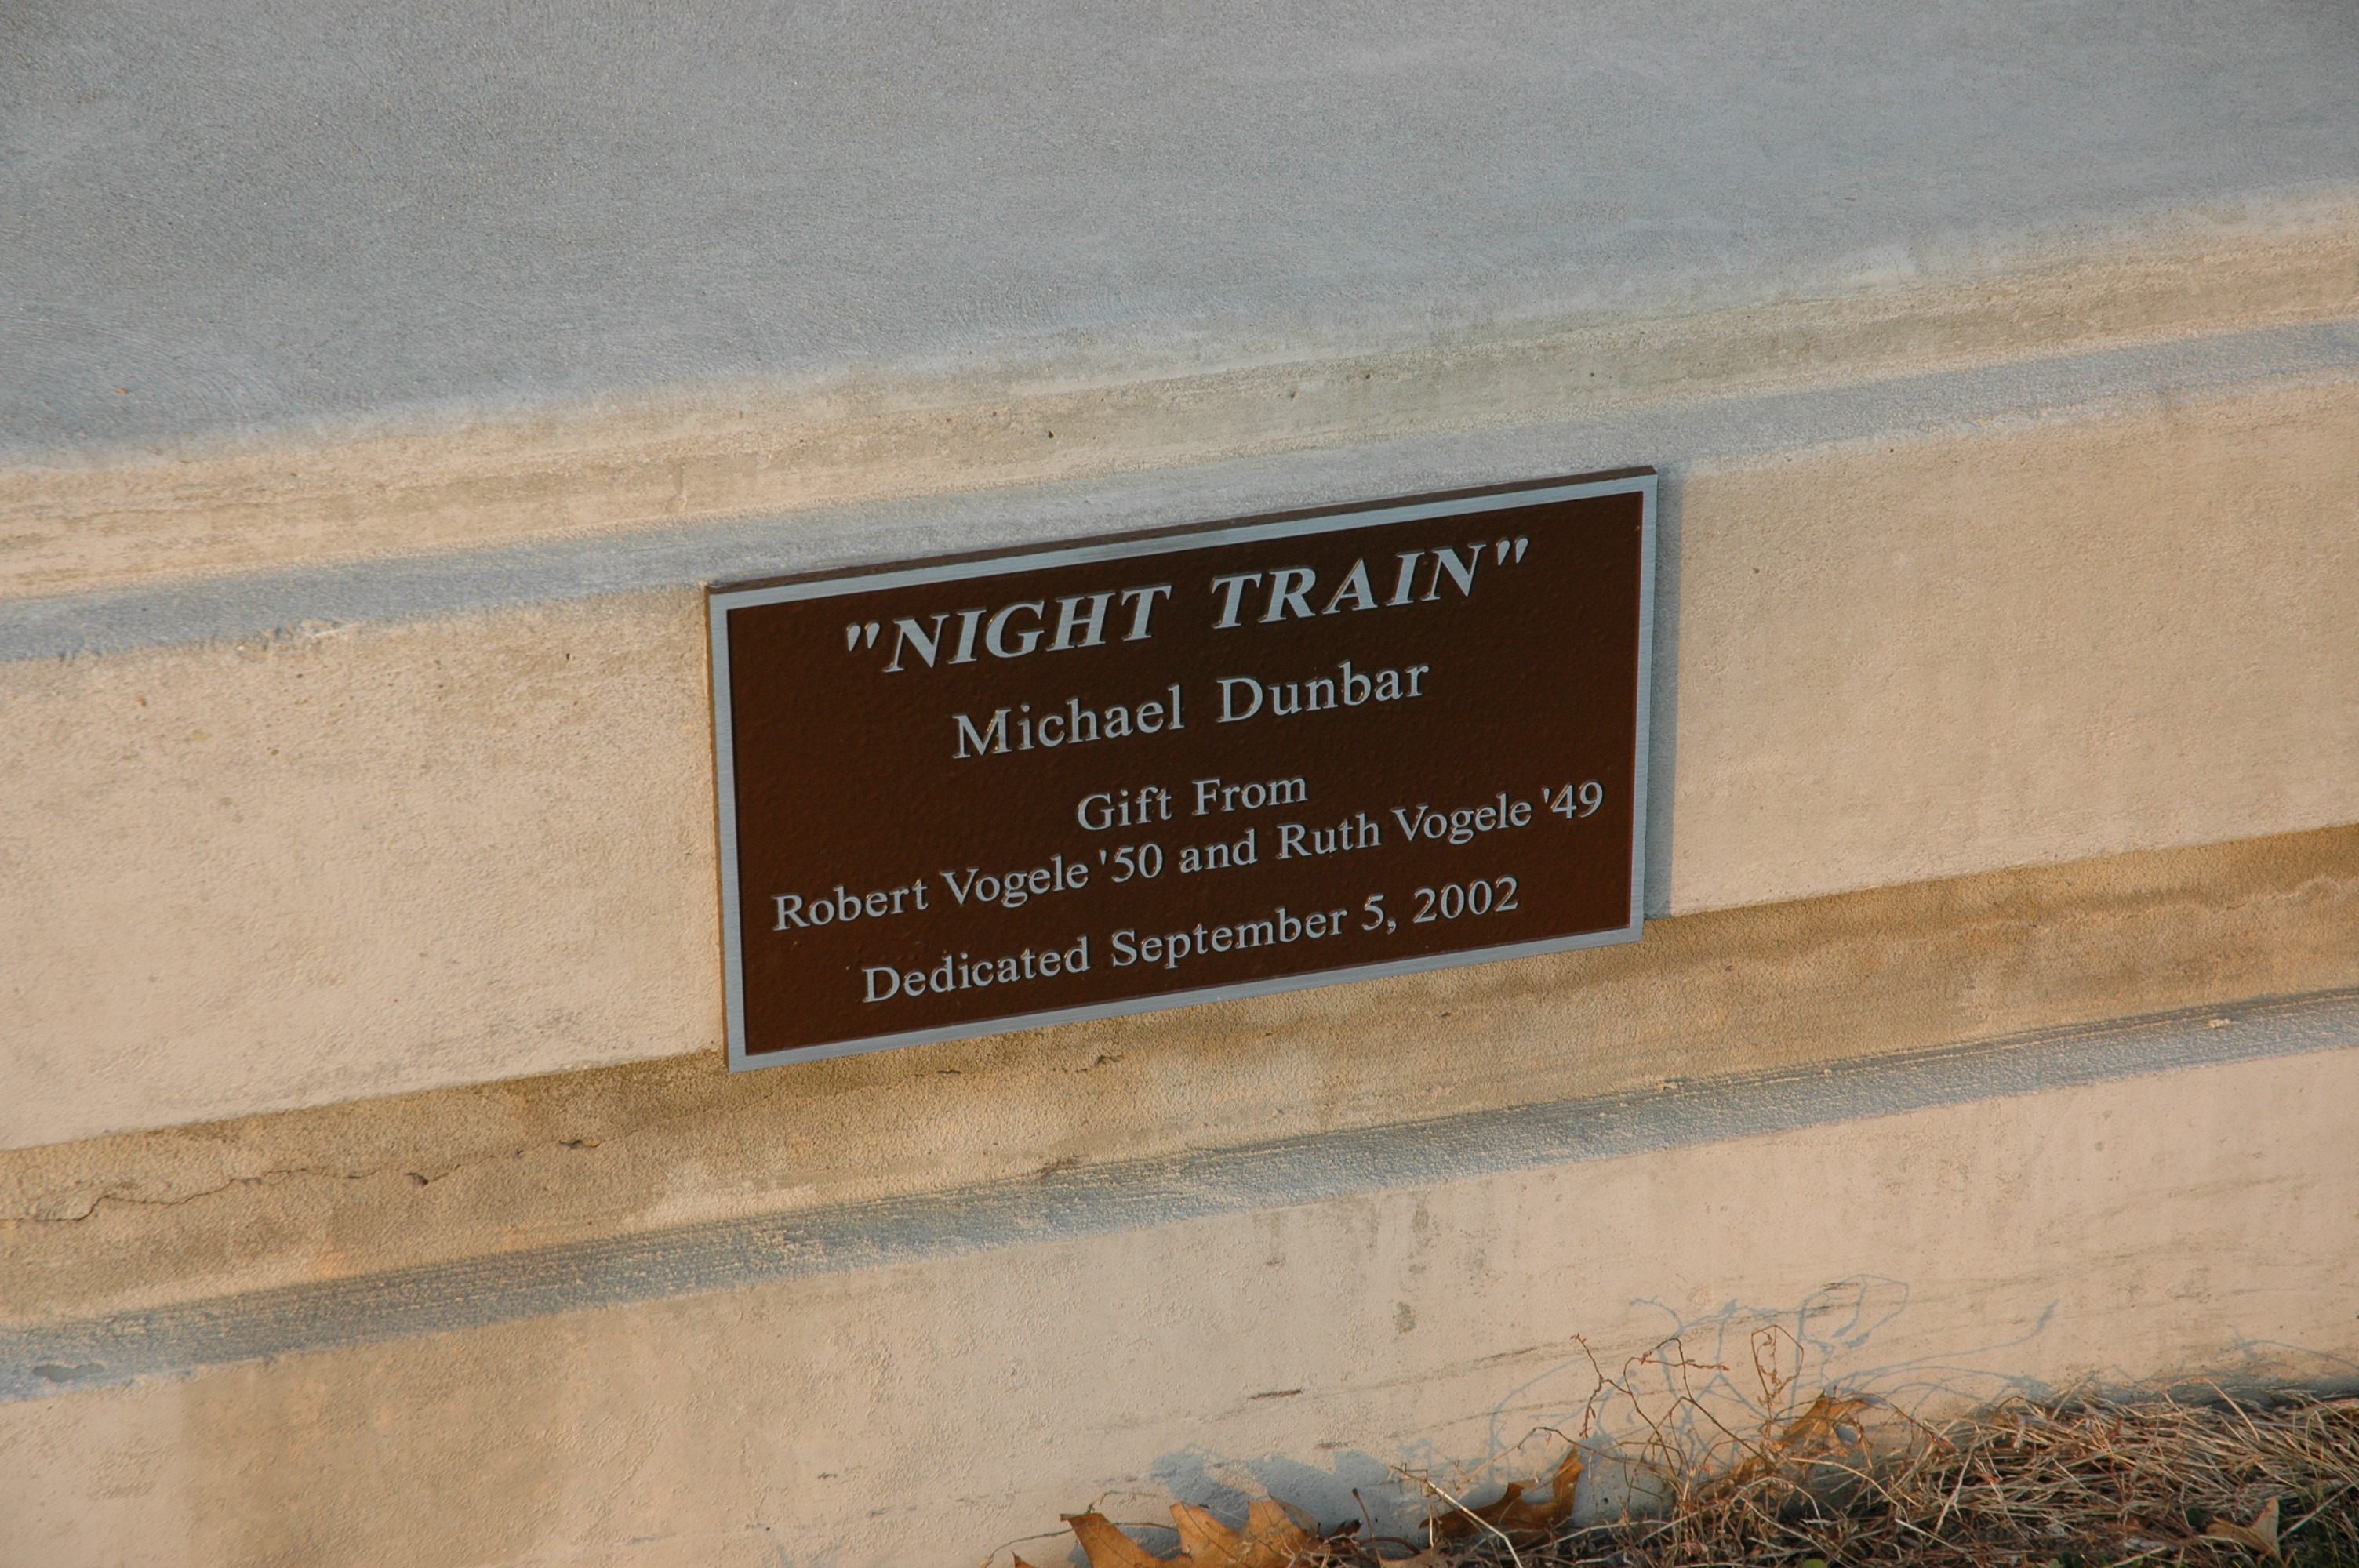 "NIGHT TRAIN"
Michael Dunbar
Gift From
Robert Vogele '50 and Ruth Vogele '49
Dedicated September 5, 2002